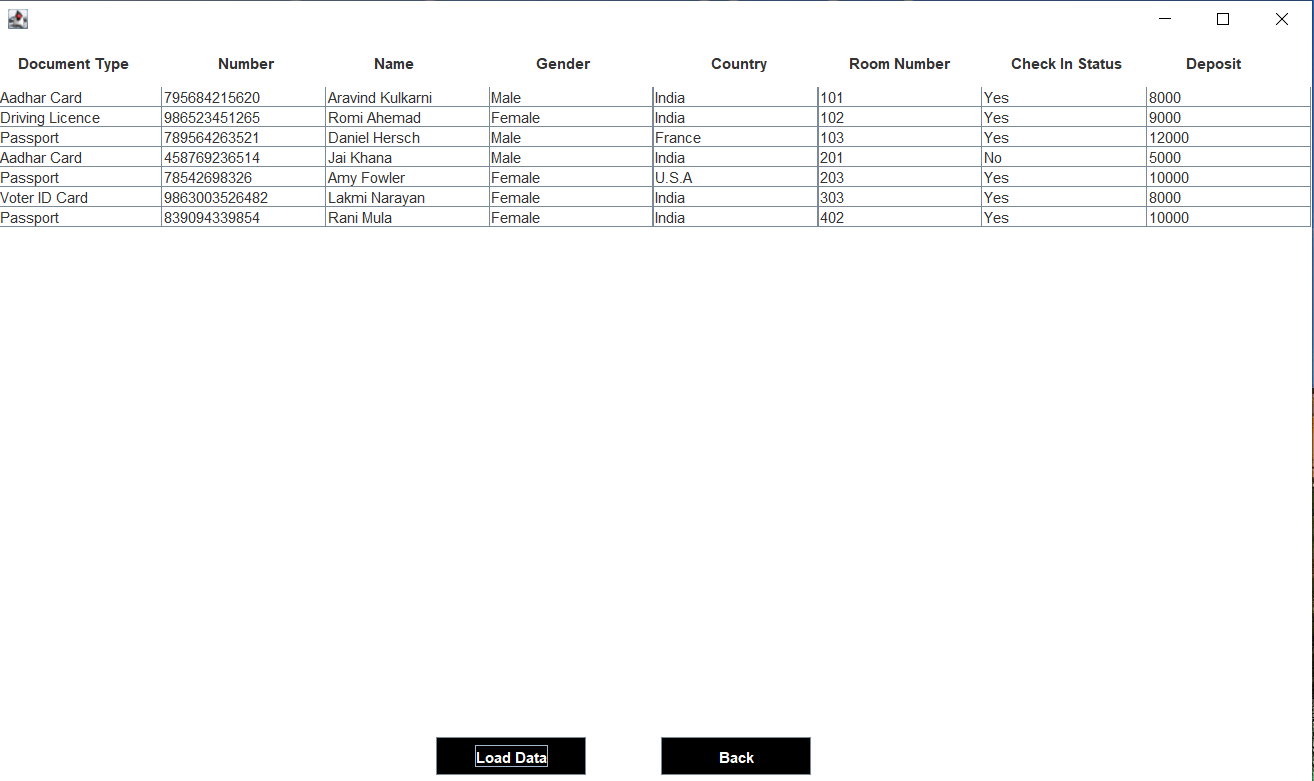 Document Type Number Name Gender Country Room Number Check In Status Deposit
Aadhar Card 795684215620 Aravind Kulkarni Male India 101 Yes 8000
Driving Licence 986523451265 Romi Ahemad Female India 102 Yes 9000
Passport 789564263521 Daniel Hersch Male France 103 Yes 12000
Aadhar Card 458769236514 Jai Khana Male India 201 No 5000
Passport 78542698326 Amy Fowler Female U.S.A 203 Yes 10000
Voter ID Card 9863003526482 Lakmi Narayan Female India 303 Yes 8000
Passport 839094339854 Rani Mula Female India 402 Yes 10000
Load Data Back